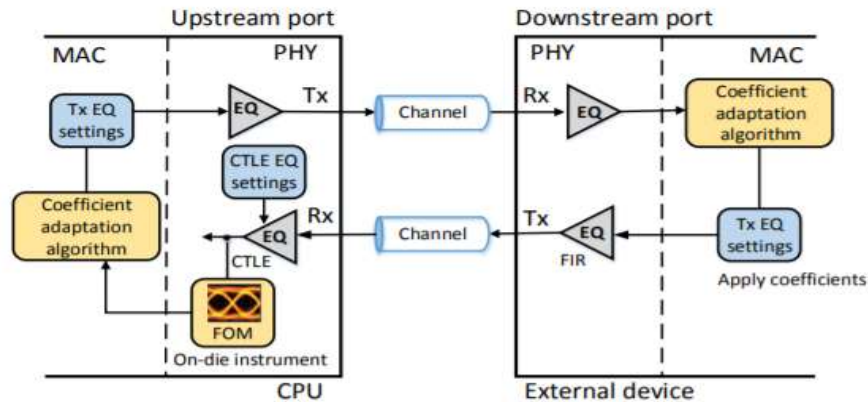 Upstream port
Downstream port
MAC
PHY
PHY
MAC
Tx EQ
settings
EQ
Tx
Channel
Rx
EQ
Coefficient
adaptation
algorithm
CTLE EQ
settings
Coefficient
adaptation
algorithm
EQ
Rx
Channel
Tx
EQ
Tx EQ
settings
CTLE
FIR
Apply coefficients
FOM
On-die instrument
CPU
External device